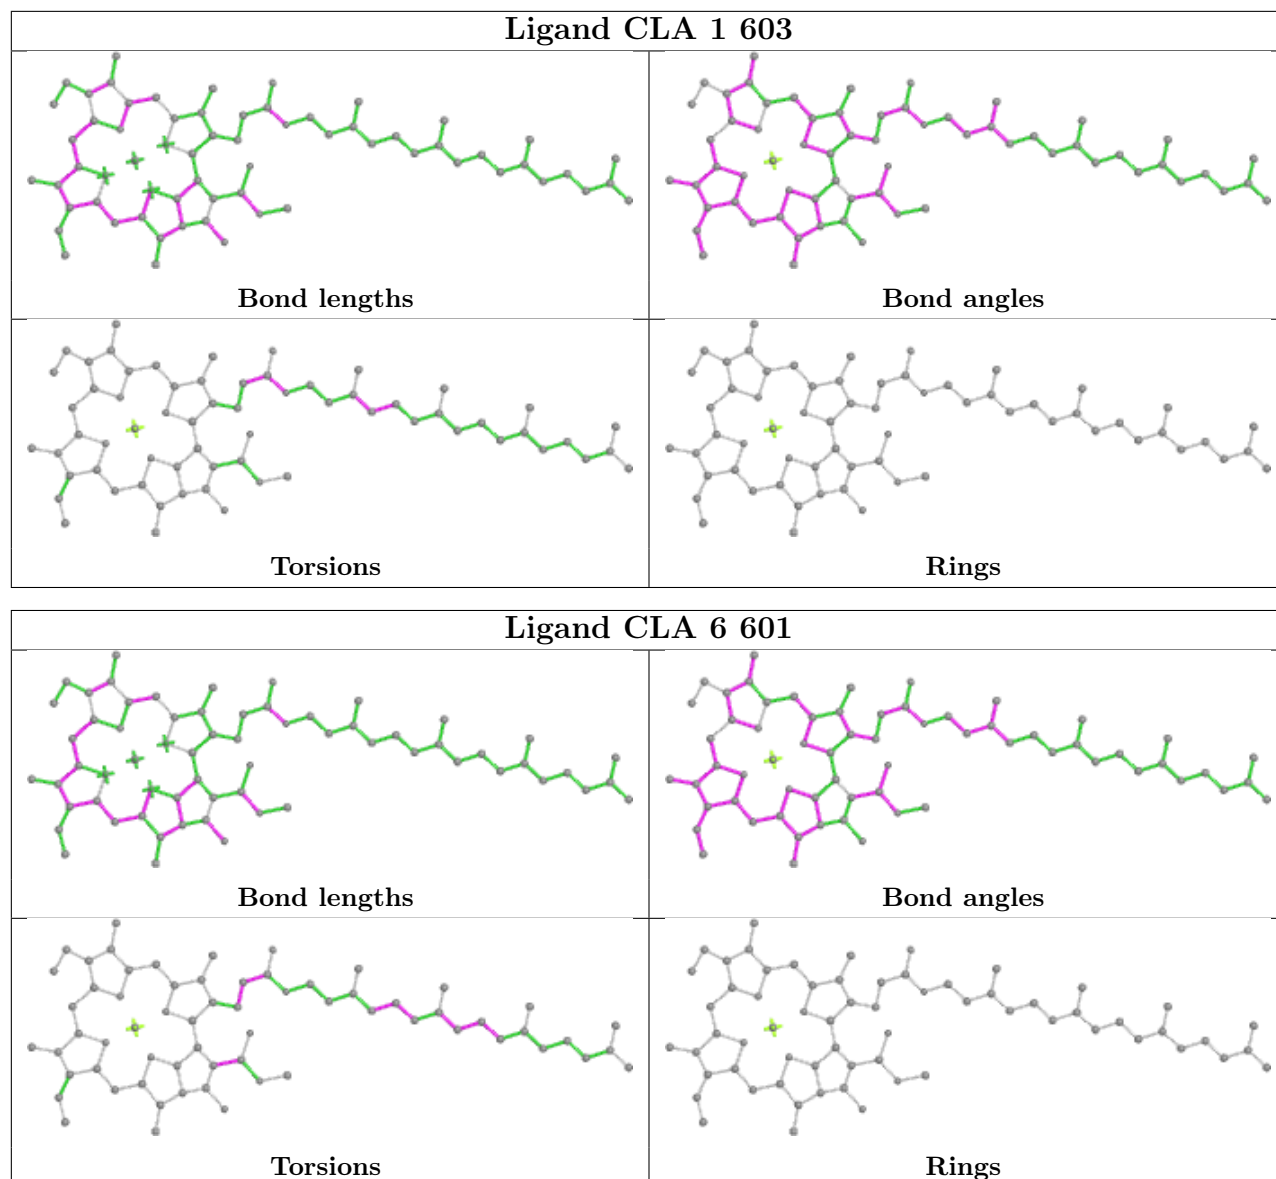 Ligand CLA 1 603
Bond lengths
Bond angles
Torsions
Rings
Ligand CLA 6 601
Bond lengths
Bond angles
Torsions
Rings